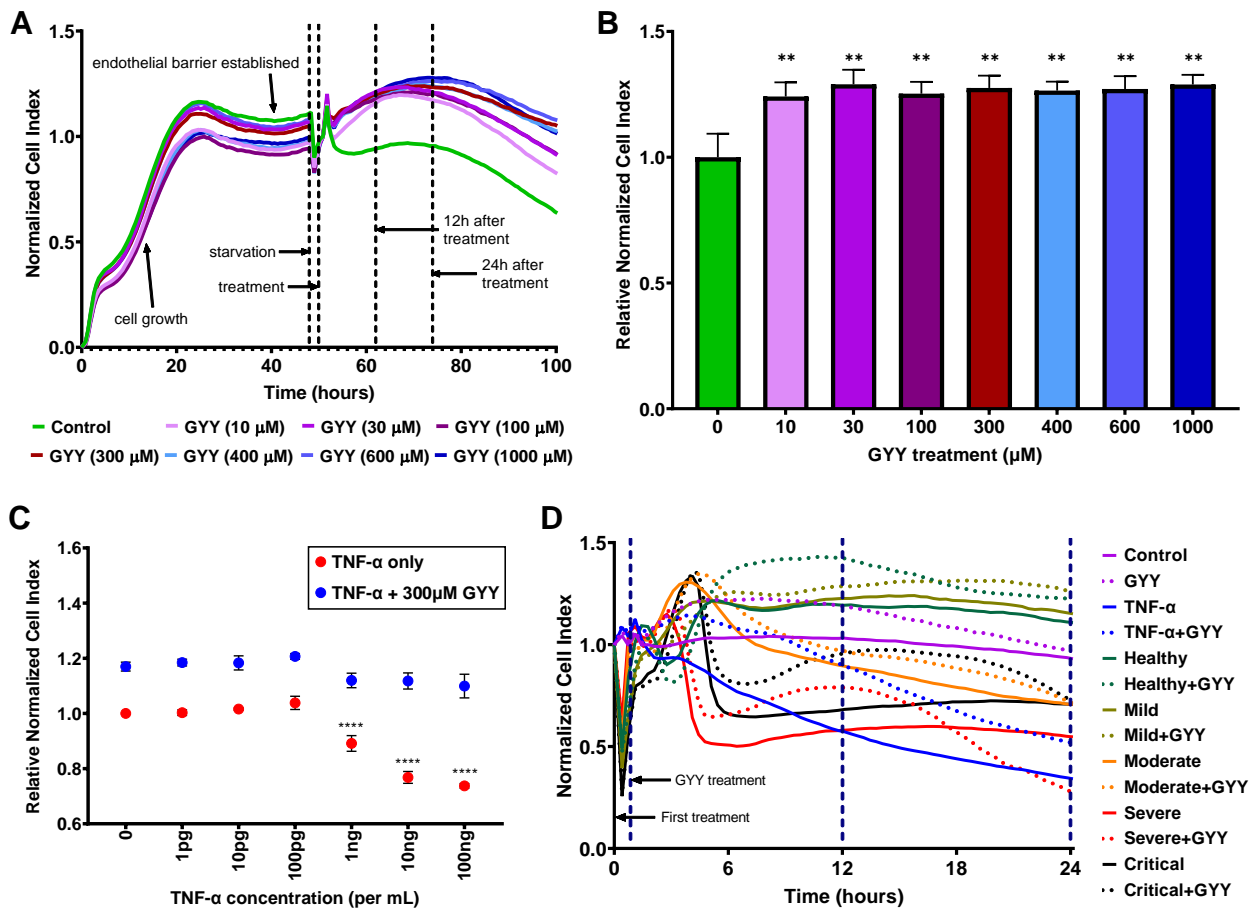 A
Normalized Cell Index
1.5
1.0
0.5
0.0
endothelial barrier established
cell growth
starvation
treatment
12h after
treatment
24h after
treatment
0
20
40
60
80
100
Time (hours)
Control
GYY (10 μM)
GYY (30 μM)
GYY (100 μM)
GYY (300 μM)
GYY (400 μM)
GYY (600 μM)
GYY (1000 μM)
B
Relative Normalized Cell Index
1.5
1.0
0.5
0.0
**
**
**
**
**
**
**
0
10
30
100
300
400
600
1000
GYY treatment (μM)
C
Relative Normalized Cell Index
1.6
1.4
1.2
1.0
0.8
0.6
TNF-α only
TNF-α + 300μM GYY
****
****
****
0
1pg
10pg
100pg
1ng
10ng
100ng
TNF-α concentration (per mL)
D
Normalized Cell Index
1.5
1.0
0.5
0.0
GYY treatment
First treatment
0
6
12
18
24
Time (hours)
Control
GYY
TNF-α
TNF-α+GYY
Healthy
Healthy+GYY
Mild
Mild+GYY
Moderate
Moderate+GYY
Severe
Severe+GYY
Critical
Critical+GYY